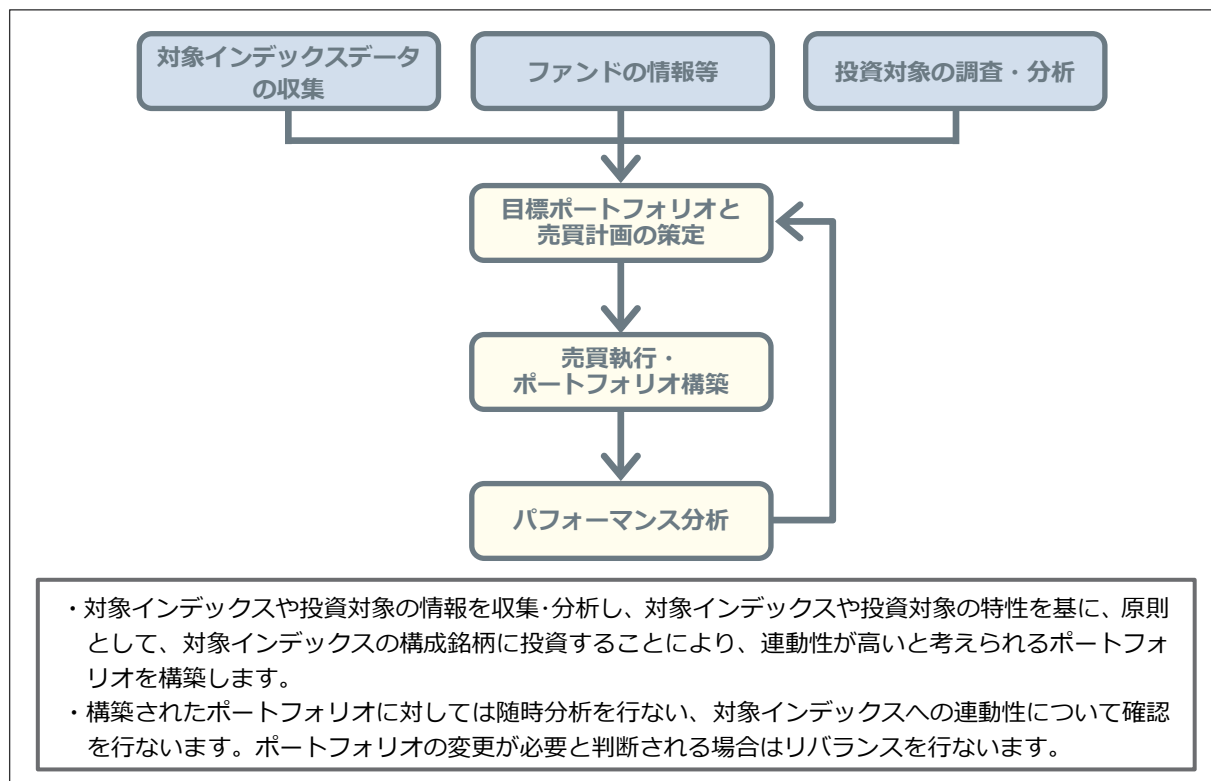 対象インデックスデータ
の収集
ファンドの情報等
投資対象の調査・分析
目標ポートフォリオと
売買計画の策定
売買執行・
ポートフォリオ構築
パフォーマンス分析
・対象インデックスや投資対象の情報を収集･分析し、対象インデックスや投資対象の特性を基に、原則
として、対象インデックスの構成銘柄に投資することにより、連動性が高いと考えられるポートフォ
リオを構築します。
・構築されたポートフォリオに対しては随時分析を行ない、対象インデックスへの連動性について確認
を行ないます。ポートフォリオの変更が必要と判断される場合はリバランスを行ないます。